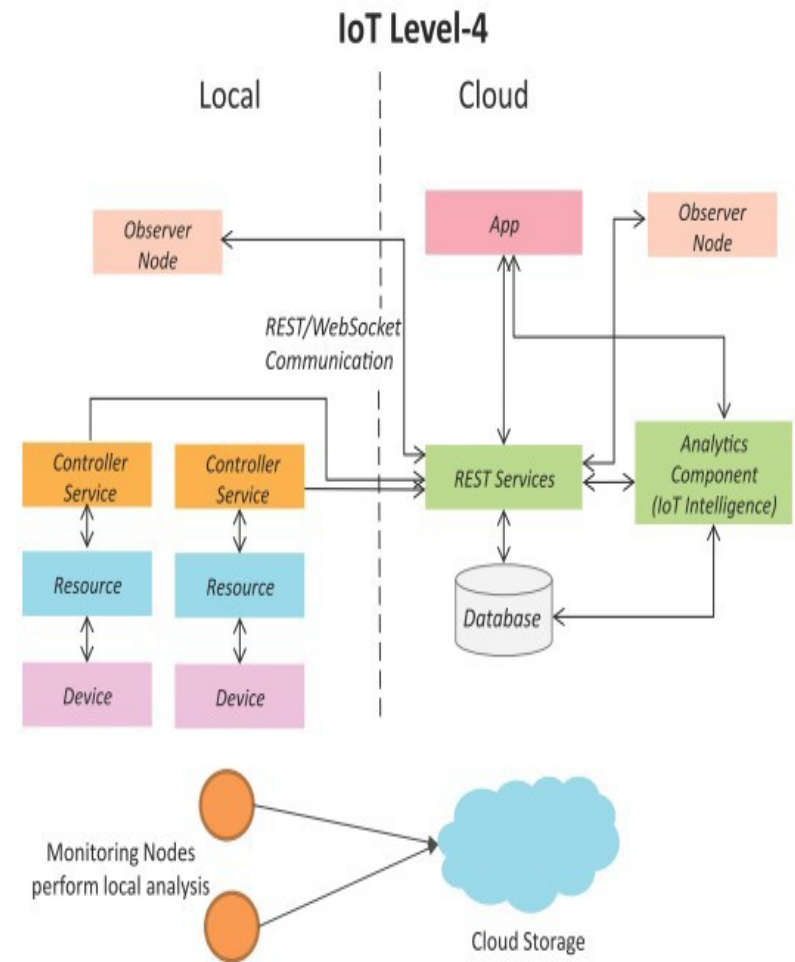 IoT Level-4
Local
Cloud
Observer
Node
App
Observer
Node
REST/WebSocket
Communication
Controller
Service
Controller
Service
REST Services
Analytics
Component
(IoT Intelligence)
Resource
Resource
Database
Device
Device
Monitoring Nodes
perform local analysis
Cloud Storage